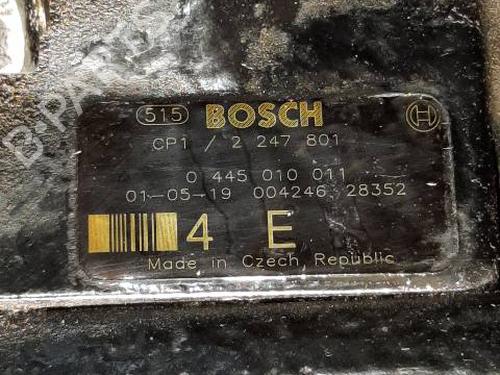 515 BOSCH
CP1 / 2 247 801
0 445 010 011
01-05-19 004246 28352
4 E
Made in Czech Republic
B-PARTS